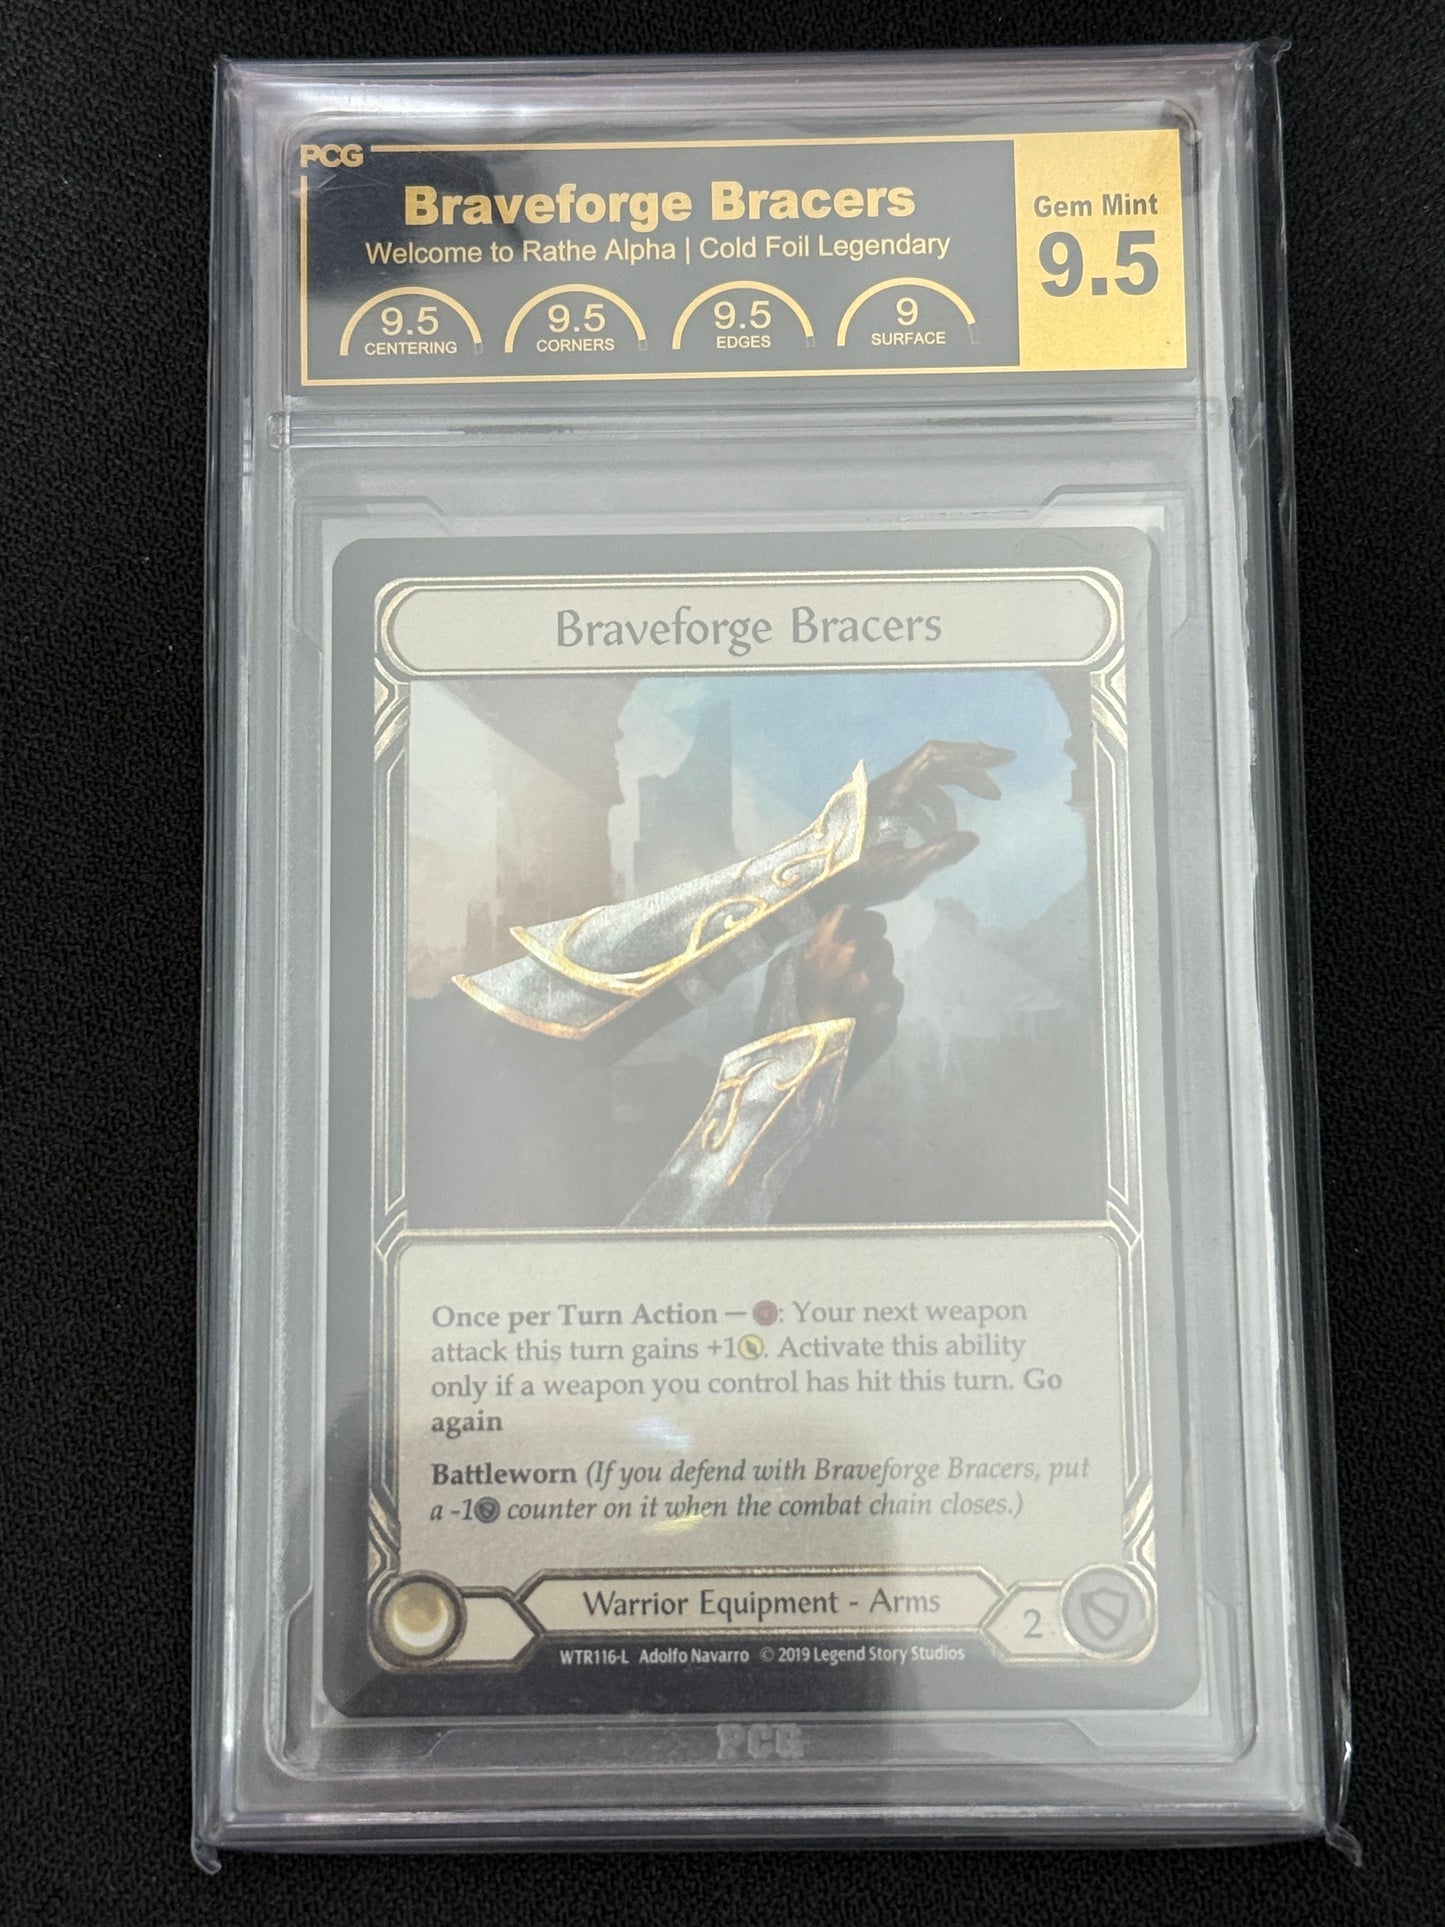 PCG
Braveforge Bracers
Welcome to Rathe Alpha | Cold Foil Legendary
9.5
CENTERING
9.5
CORNERS
9.5
EDGES
9
SURFACE
Gem Mint
9.5
Braveforge Bracers
Once per Turn Action — : Your next weapon
attack this turn gains +1. Activate this ability
only if a weapon you control has hit this turn. Go
again
Battleworn (If you defend with Braveforge Bracers, put
a -1 counter on it when the combat chain closes.)
Warrior Equipment - Arms
2
WTR116-L Adolfo Navarro © 2019 Legend Story Studios
PCG